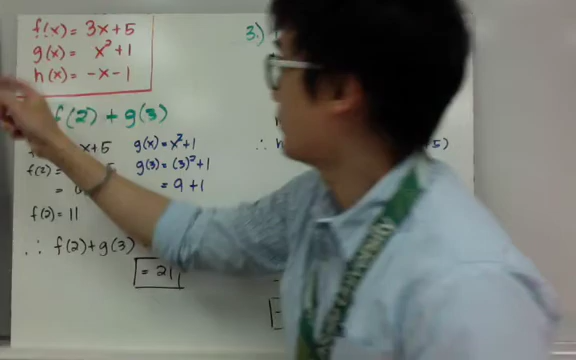 f(x) = 3x+5
g(x) = x²+1
h(x) = -x-1
f(2) + g(3)
x+5
g(x) = x²+1
f(2) =
g(3) = (3)²+1
= 9 +1
f(2) = 11
∴ f(2)+g(3)
= 21
3.)
∴ h
5)